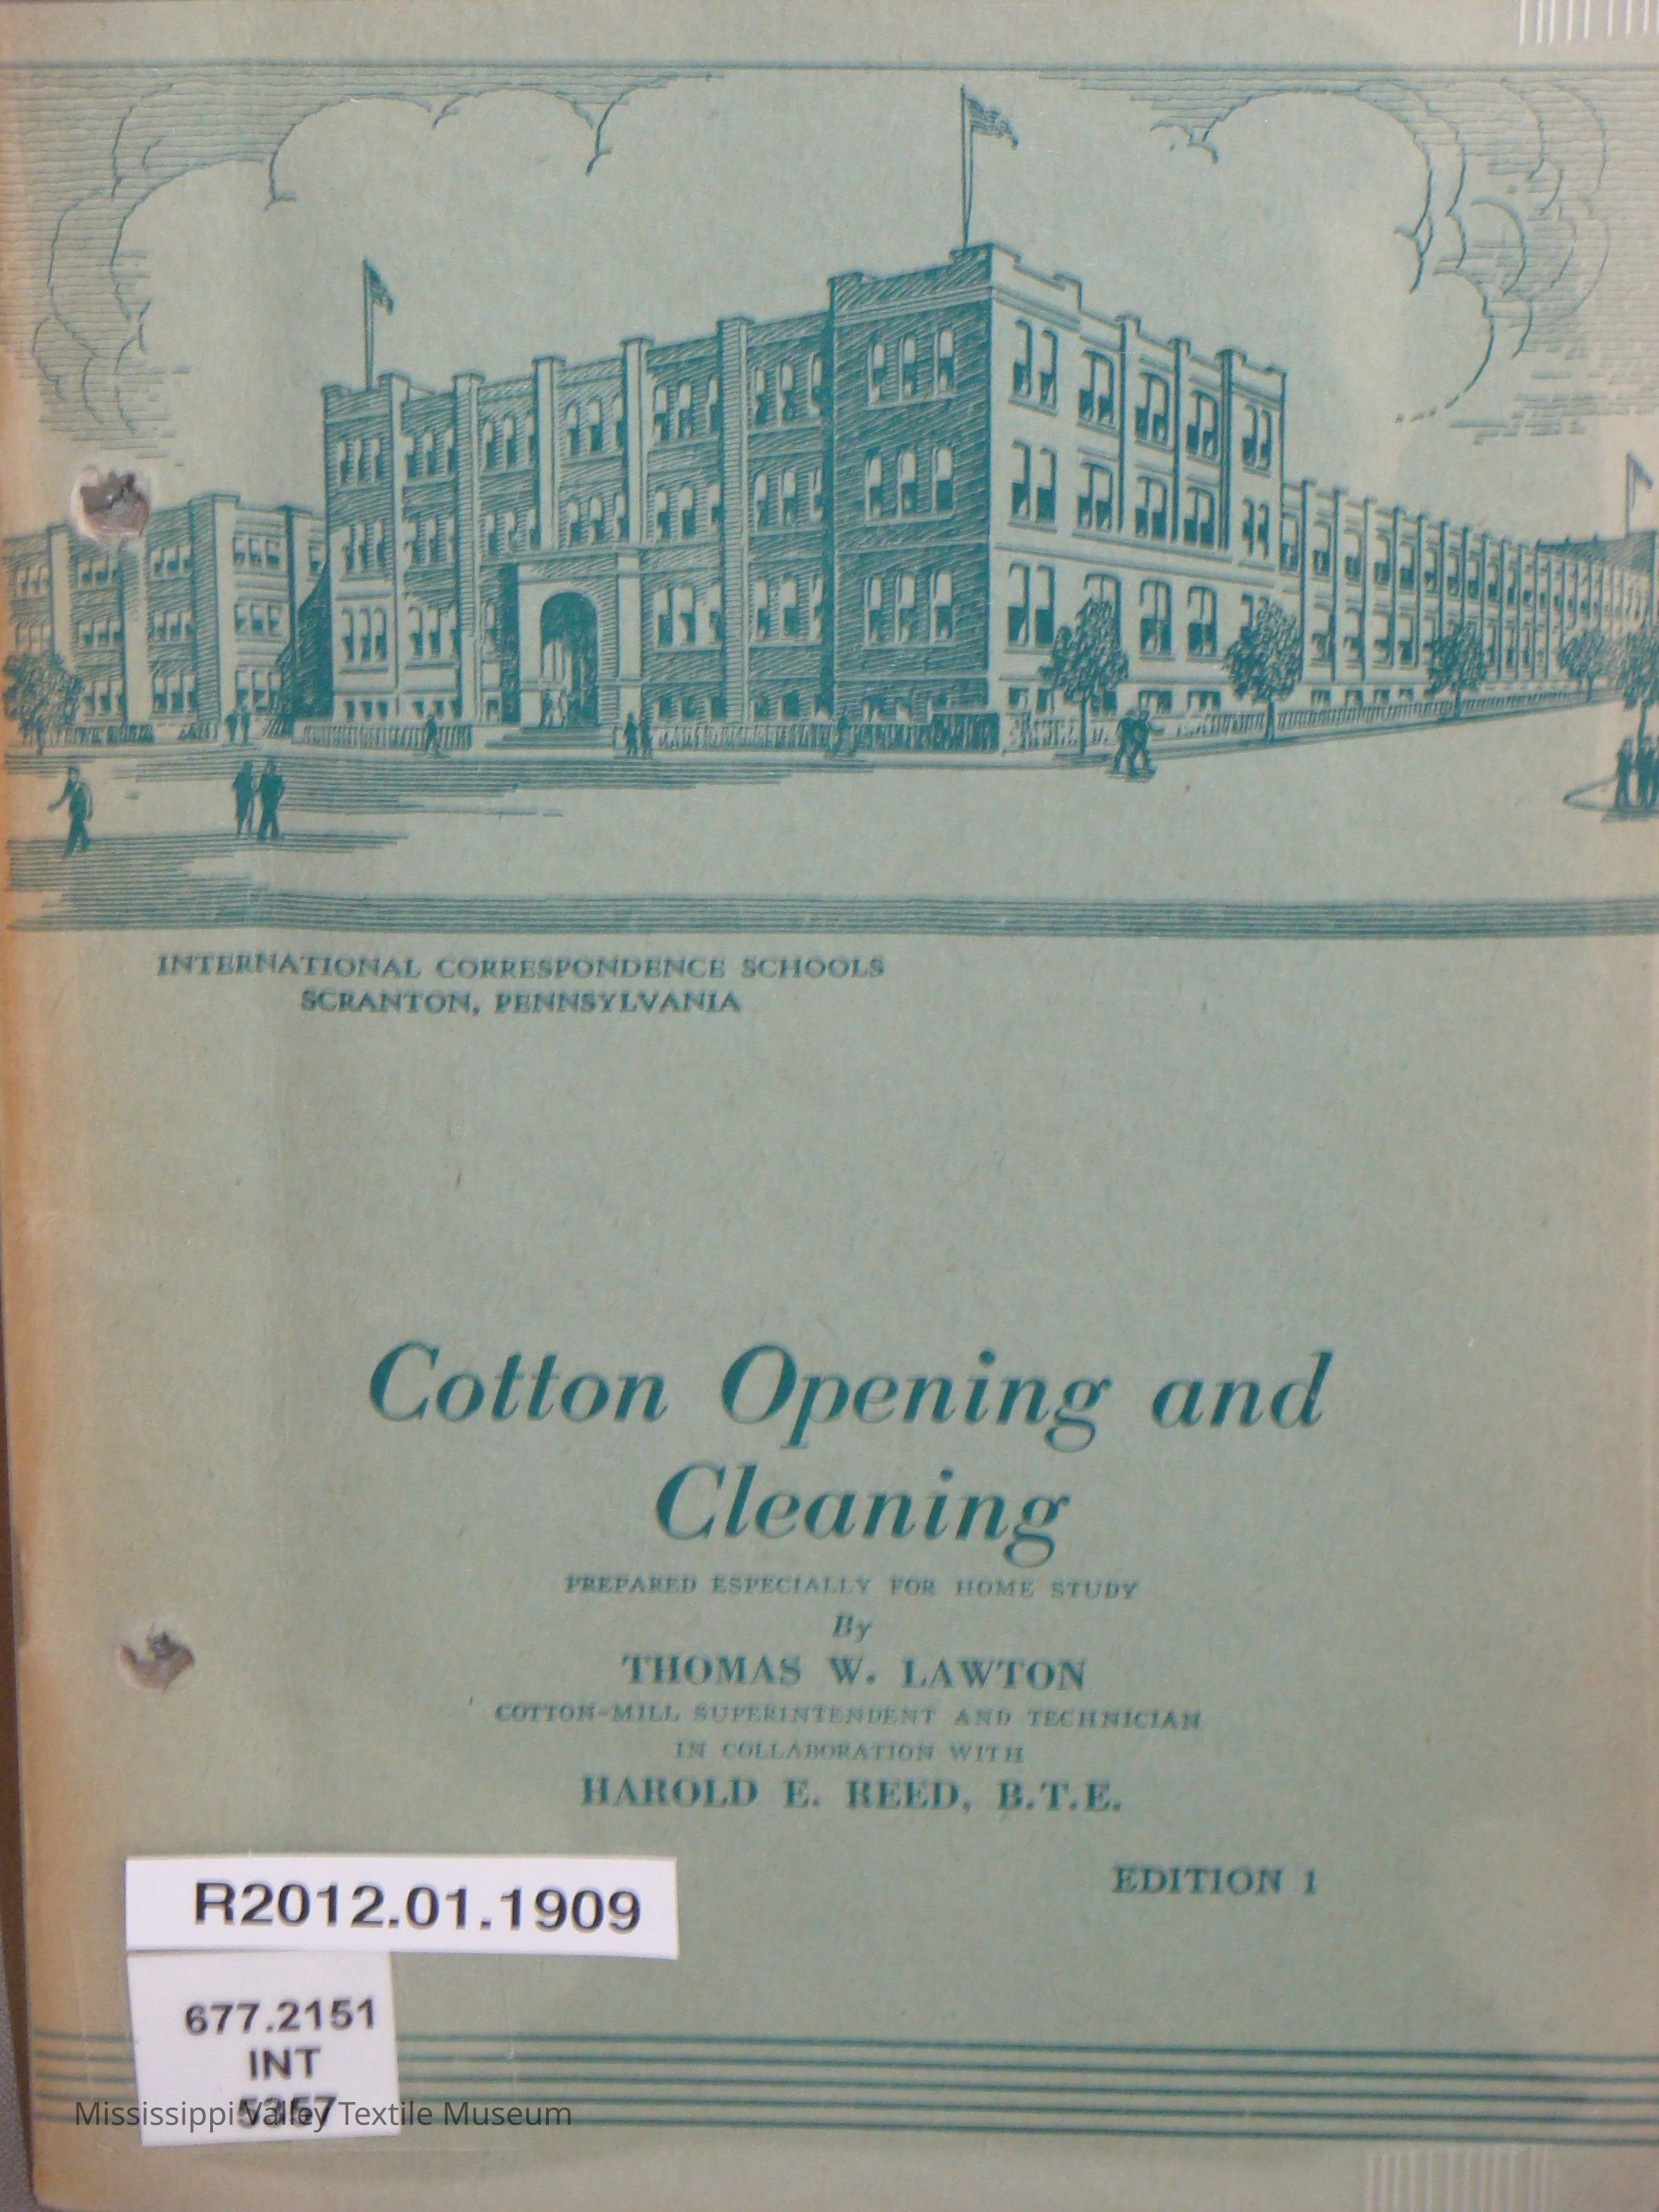 INTERNATIONAL CORRESPONDENCE SCHOOLS
SCRANTON, PENNSYLVANIA
Cotton Opening and
Cleaning
PREPARED ESPECIALLY FOR HOME STUDY
By
THOMAS W. LAWTON
COTTON-MILL SUPERINTENDENT AND TECHNICIAN
IN COLLABORATION WITH
HAROLD E. REED, B.T.E.
EDITION 1
R2012.01.1909
677.2151
INT
Mississippi Valley Textile Museum